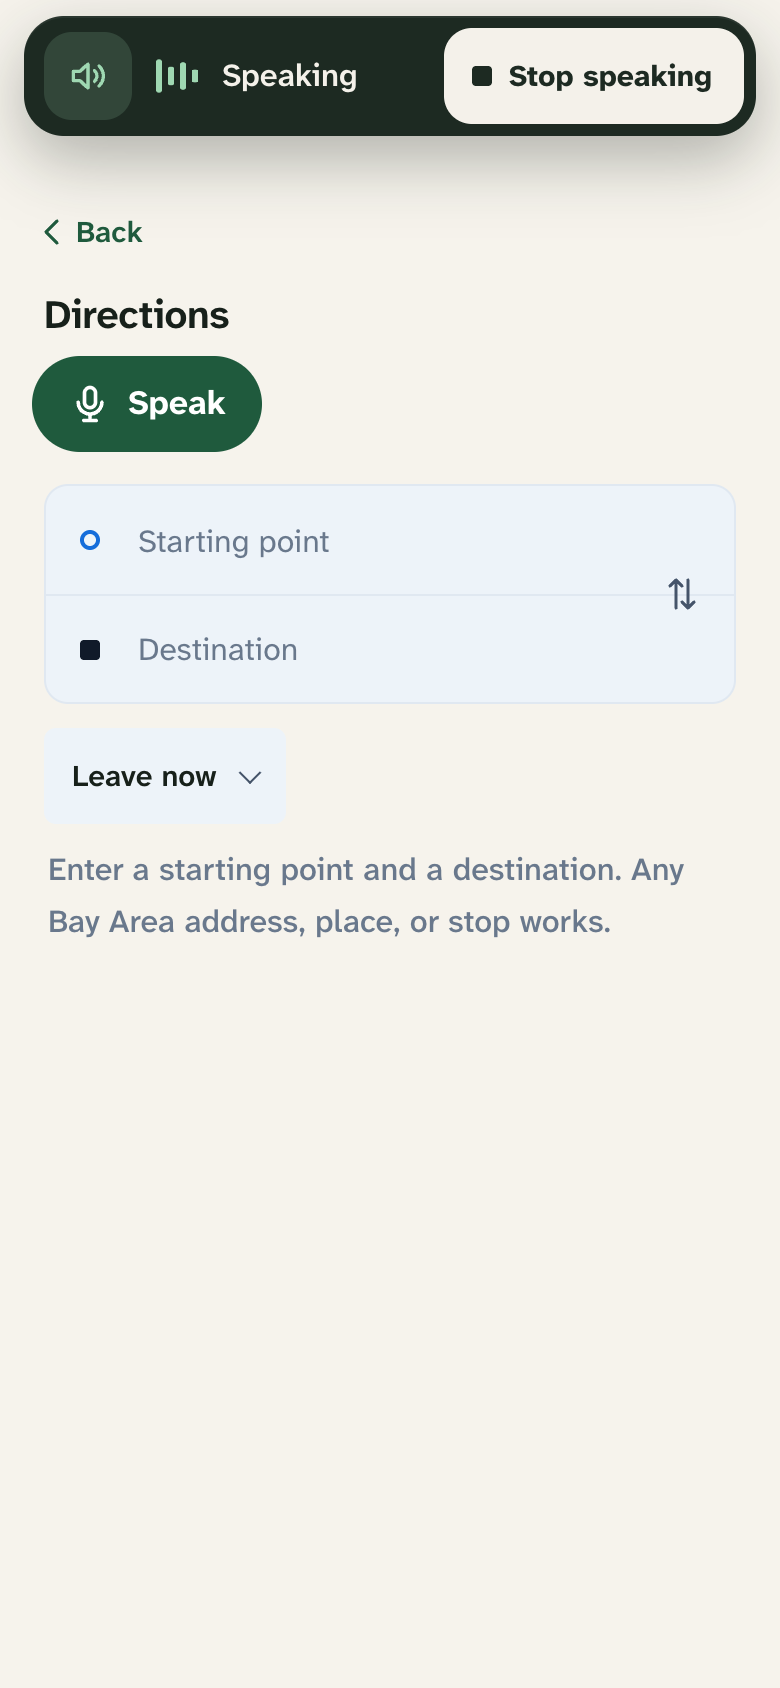 Speaking
Stop speaking
Back
Directions
Speak
Starting point
Destination
Leave now
Enter a starting point and a destination. Any
Bay Area address, place, or stop works.